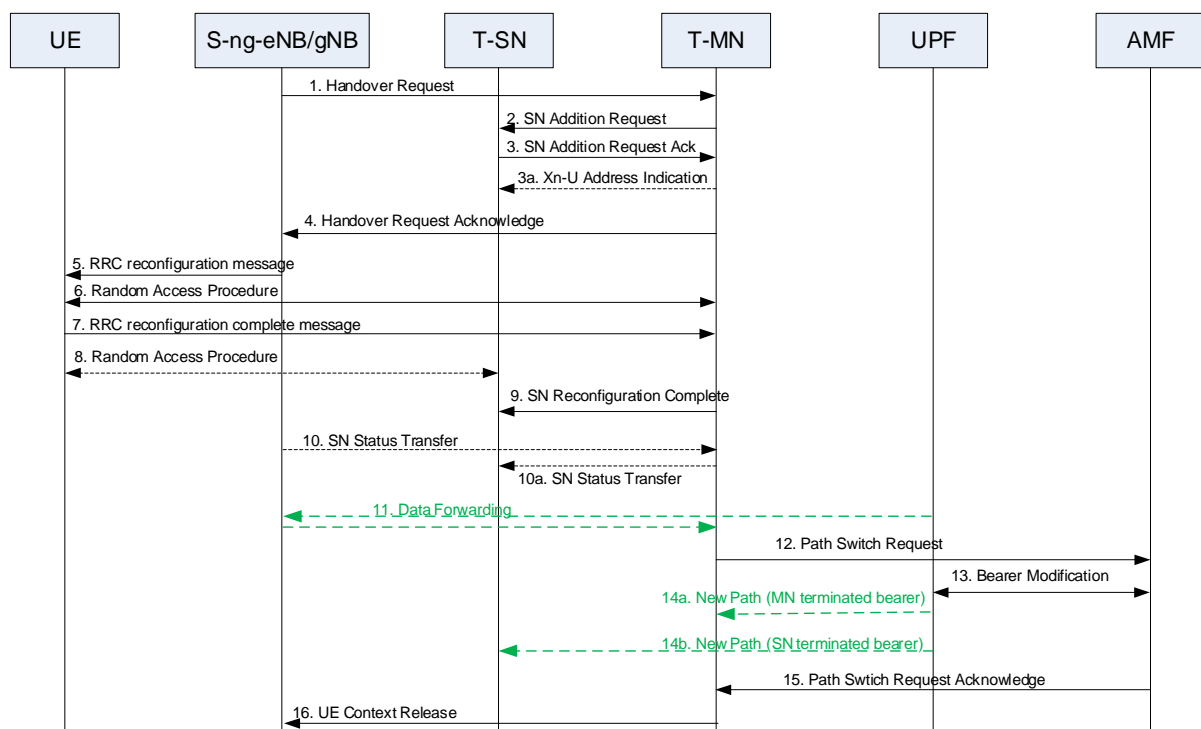 UE
S-ng-eNB/gNB
T-SN
T-MN
UPF
AMF
1. Handover Request
2. SN Addition Request
3. SN Addition Request Ack
3a. Xn-U Address Indication
4. Handover Request Acknowledge
5. RRC reconfiguration message
6. Random Access Procedure
7. RRC reconfiguration complete message
8. Random Access Procedure
9. SN Reconfiguration Complete
10. SN Status Transfer
10a. SN Status Transfer
11. Data Forwarding
12. Path Switch Request
13. Bearer Modification
14a. New Path (MN terminated bearer)
14b. New Path (SN terminated bearer)
15. Path Swtich Request Acknowledge
16. UE Context Release